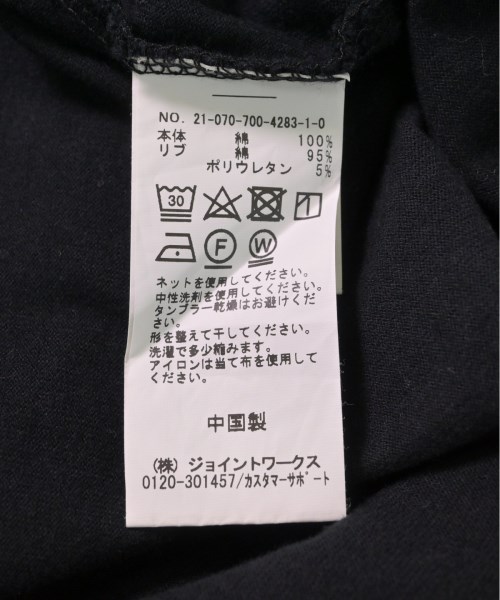 NO. 21-070-700-4283-1-0
本体 綿 100%
リブ 綿 95%
ポリウレタン 5%
30
F W
ネットを使用してください。
中性洗剤を使用してください。
タンブラー乾燥はお避けくだ
さい。
形を整えて干してください。
洗濯で多少縮みます。
アイロンは当て布を使用して
ください。
中国製
(株) ジョイントワークス
0120-301457/カスタマーサポート